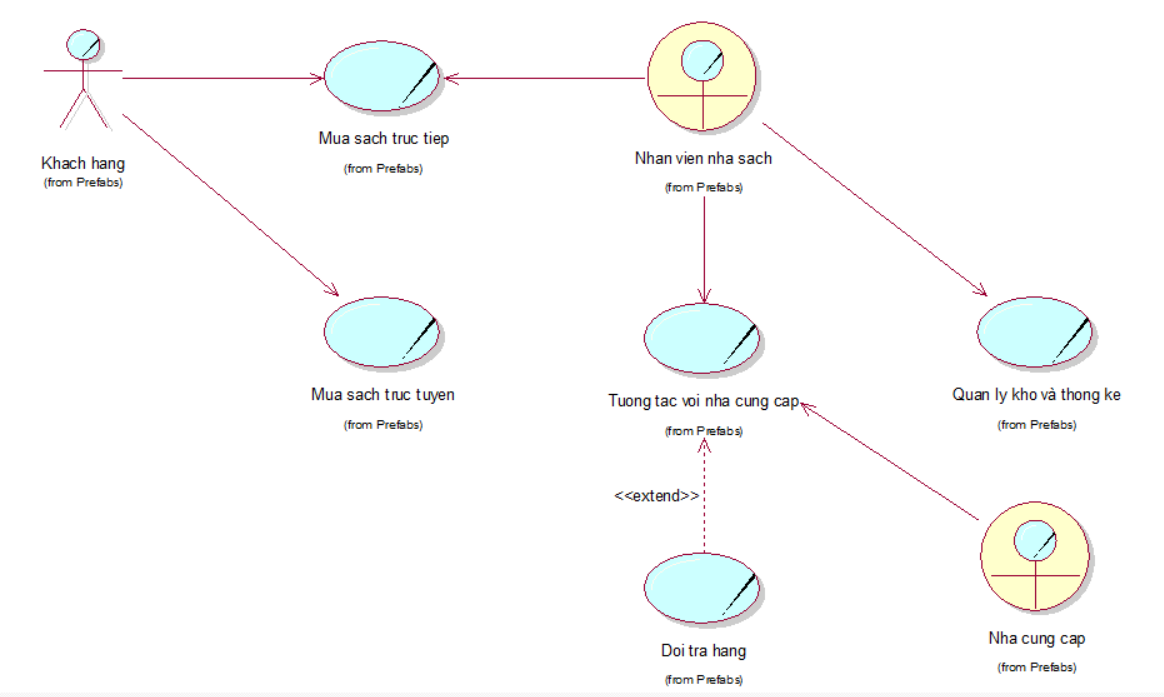 Mua sach truc tiep
(from Prefabs)
Khach hang
(from Prefabs)
Nhan vien nha sach
(from Prefabs)
Mua sach truc tuyen
(from Prefabs)
Tuong tac voi nha cung cap
(from Prefabs)
Quan ly kho và thong ke
(from Prefabs)
<<extend>>
Doi tra hang
(from Prefabs)
Nha cung cap
(from Prefabs)